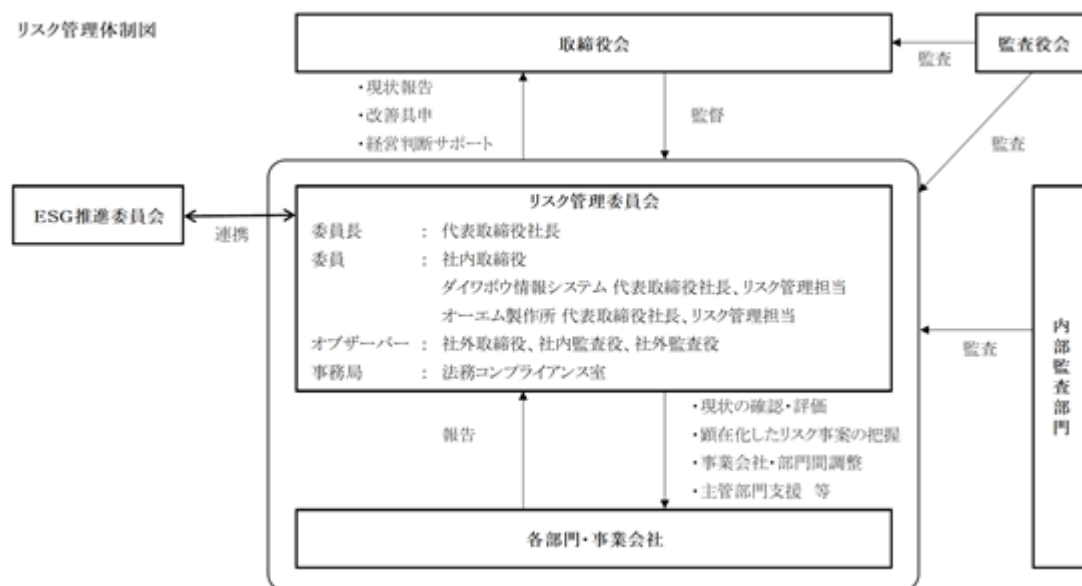 リスク管理体制図
取締役会
監査役会
監査
・現状報告
・改善具申
・経営判断サポート
監督
監査
ESG推進委員会
連携
リスク管理委員会
委員長 : 代表取締役社長
委員 : 社内取締役
ダイワボウ情報システム 代表取締役社長、リスク管理担当
オーエム製作所 代表取締役社長、リスク管理担当
オブザーバー : 社外取締役、社内監査役、社外監査役
事務局 : 法務コンプライアンス室
監査
内部監査部門
報告
・現状の確認・評価
・顕在化したリスク事案の把握
・事業会社・部門間調整
・主管部門支援 等
各部門・事業会社